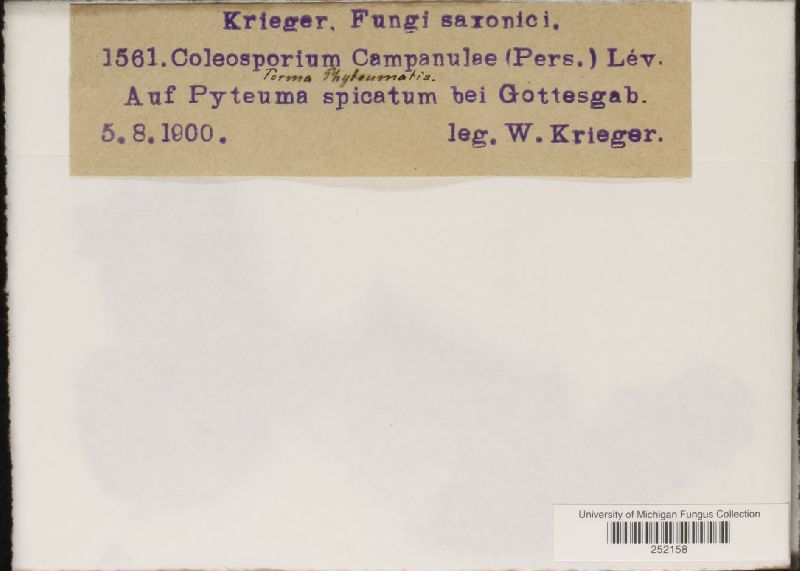 Krieger, Fungi saxonici.
1561. Coleosporium Campanulae (Pers.) Lév.
Forma Phyteumatis.
Auf Pyteuma spicatum bei Gottesgab.
5. 8. 1900. leg. W. Krieger.
University of Michigan Fungus Collection
252158